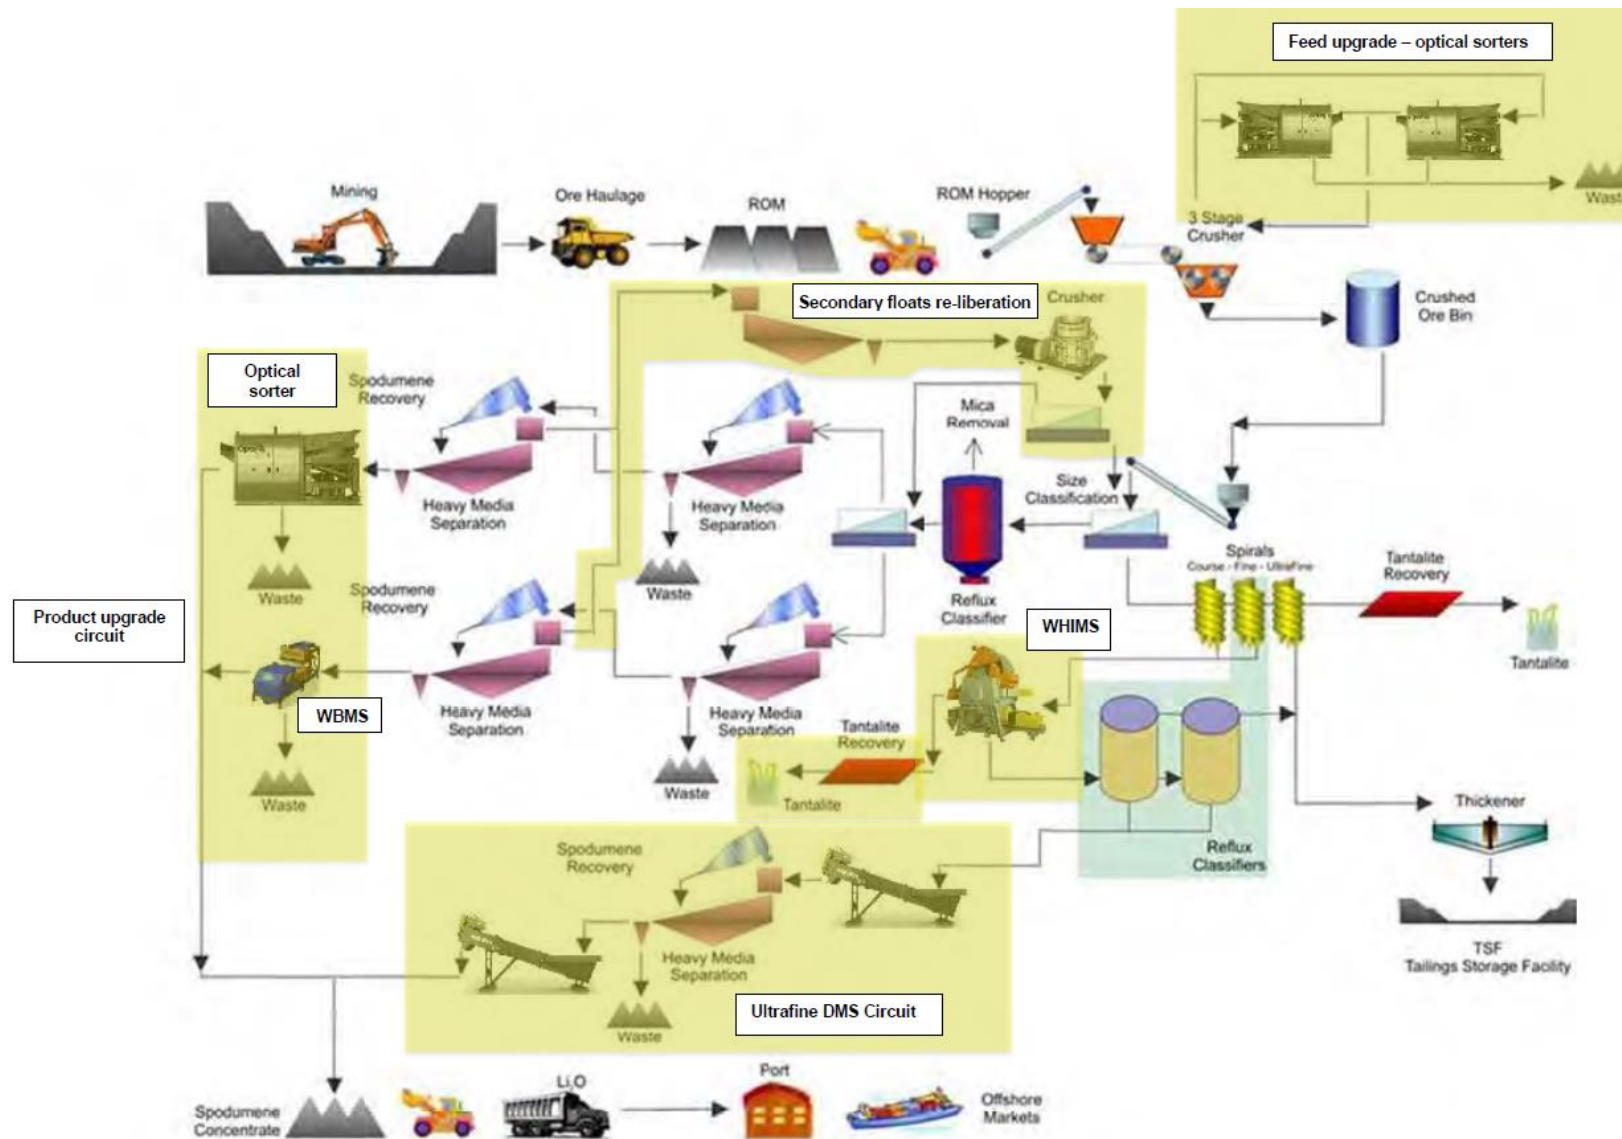 Feed upgrade – optical sorters
Waste
Mining
Ore Haulage
ROM
ROM Hopper
3 Stage
Crusher
Crushed
Ore Bin
Secondary floats re-liberation
Crusher
Optical
sorter
Spodumene
Recovery
Heavy Media
Separation
Heavy Media
Separation
Mica
Removal
Size
Classification
Waste
Waste
Reflux
Classifier
Spirals
Course - Fine - UltraFine
Tantalite
Recovery
Tantalite
Product upgrade
circuit
Spodumene
Recovery
WBMS
Heavy Media
Separation
Heavy Media
Separation
WHIMS
Waste
Waste
Tantalite
Recovery
Tantalite
Reflux
Classifiers
Thickener
TSF
Tailings Storage Facility
Spodumene
Recovery
Heavy Media
Separation
Waste
Ultrafine DMS Circuit
Spodumene
Concentrate
Li₂O
Port
Offshore
Markets